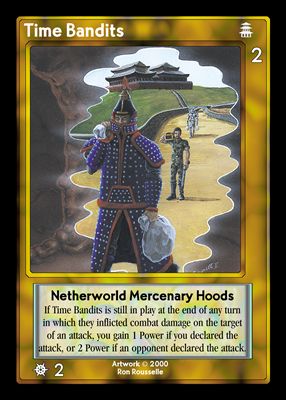 Time Bandits
2
Netherworld Mercenary Hoods
If Time Bandits is still in play at the end of any turn
in which they inflicted combat damage on the target
of an attack, you gain 1 Power if you declared the
attack, or 2 Power if an opponent declared the attack.
2
Artwork © 2000
Ron Rousselle